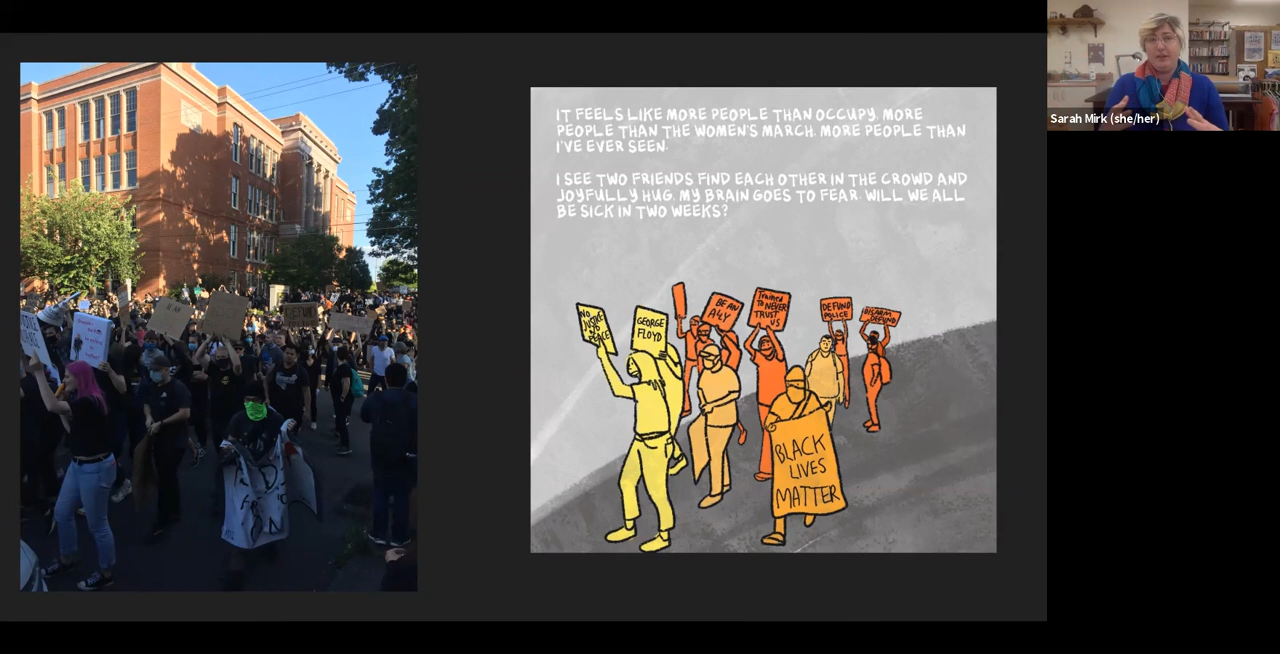 IT FEELS LIKE MORE PEOPLE THAN OCCUPY. MORE
PEOPLE THAN THE WOMEN'S MARCH. MORE PEOPLE THAN
I'VE EVER SEEN.
I SEE TWO FRIENDS FIND EACH OTHER IN THE CROWD AND
JOYFULLY HUG. MY BRAIN GOES TO FEAR. WILL WE ALL
BE SICK IN TWO WEEKS?
NO
JUSTICE
NO
PEACE
GEORGE
FLOYD
BE AN
ALLY
Trained
TO NEVER
TRUST
US
DEFUND
POLICE
DISARM
DEFUND
BLACK
LIVES
MATTER
Sarah Mirk (she/her)